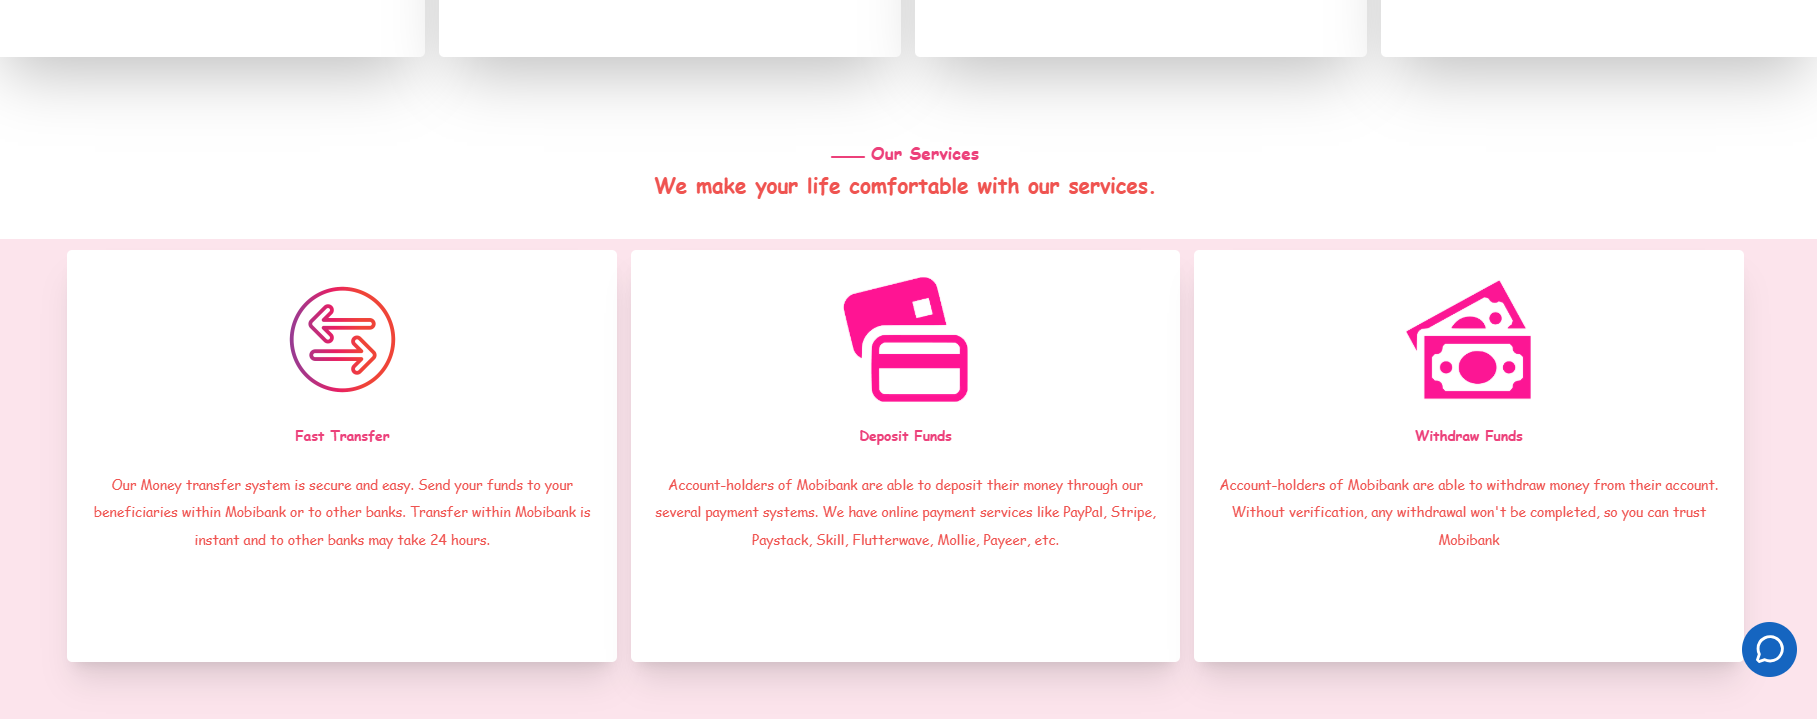 Our Services
We make your life comfortable with our services.
Fast Transfer
Our Money transfer system is secure and easy. Send your funds to your
beneficiaries within Mobibank or to other banks. Transfer within Mobibank is
instant and to other banks may take 24 hours.
Deposit Funds
Account-holders of Mobibank are able to deposit their money through our
several payment systems. We have online payment services like PayPal, Stripe,
Paystack, Skill, Flutterwave, Mollie, Payeer, etc.
Withdraw Funds
Account-holders of Mobibank are able to withdraw money from their account.
Without verification, any withdrawal won't be completed, so you can trust
Mobibank